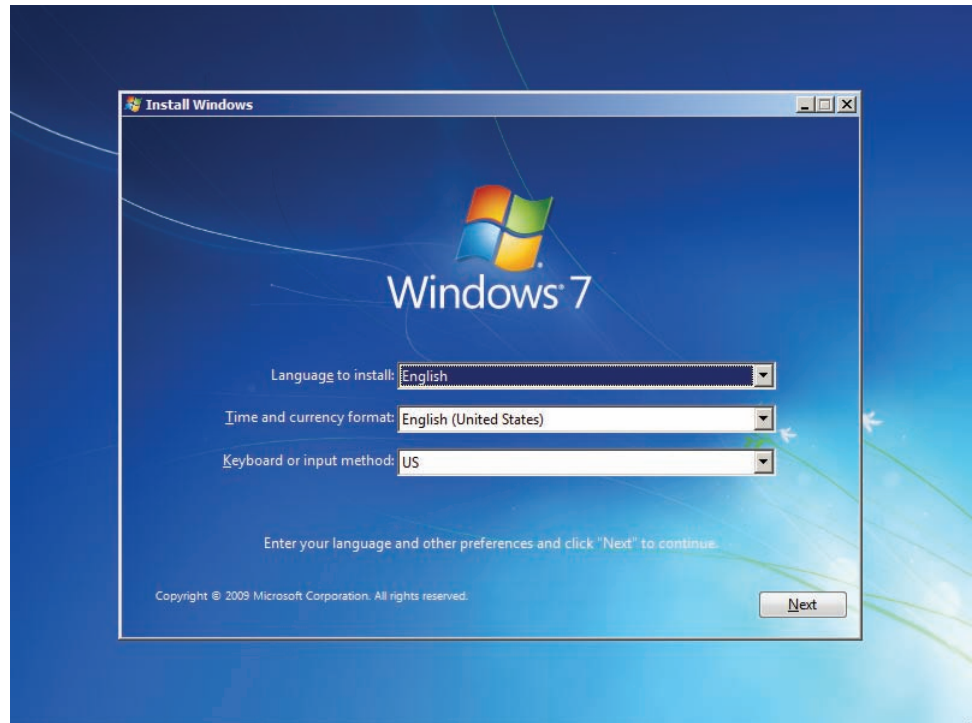 Install Windows
Windows® 7
Language to install: English
Time and currency format: English (United States)
Keyboard or input method: US
Enter your language and other preferences and click "Next" to continue.
Copyright © 2009 Microsoft Corporation. All rights reserved.
Next